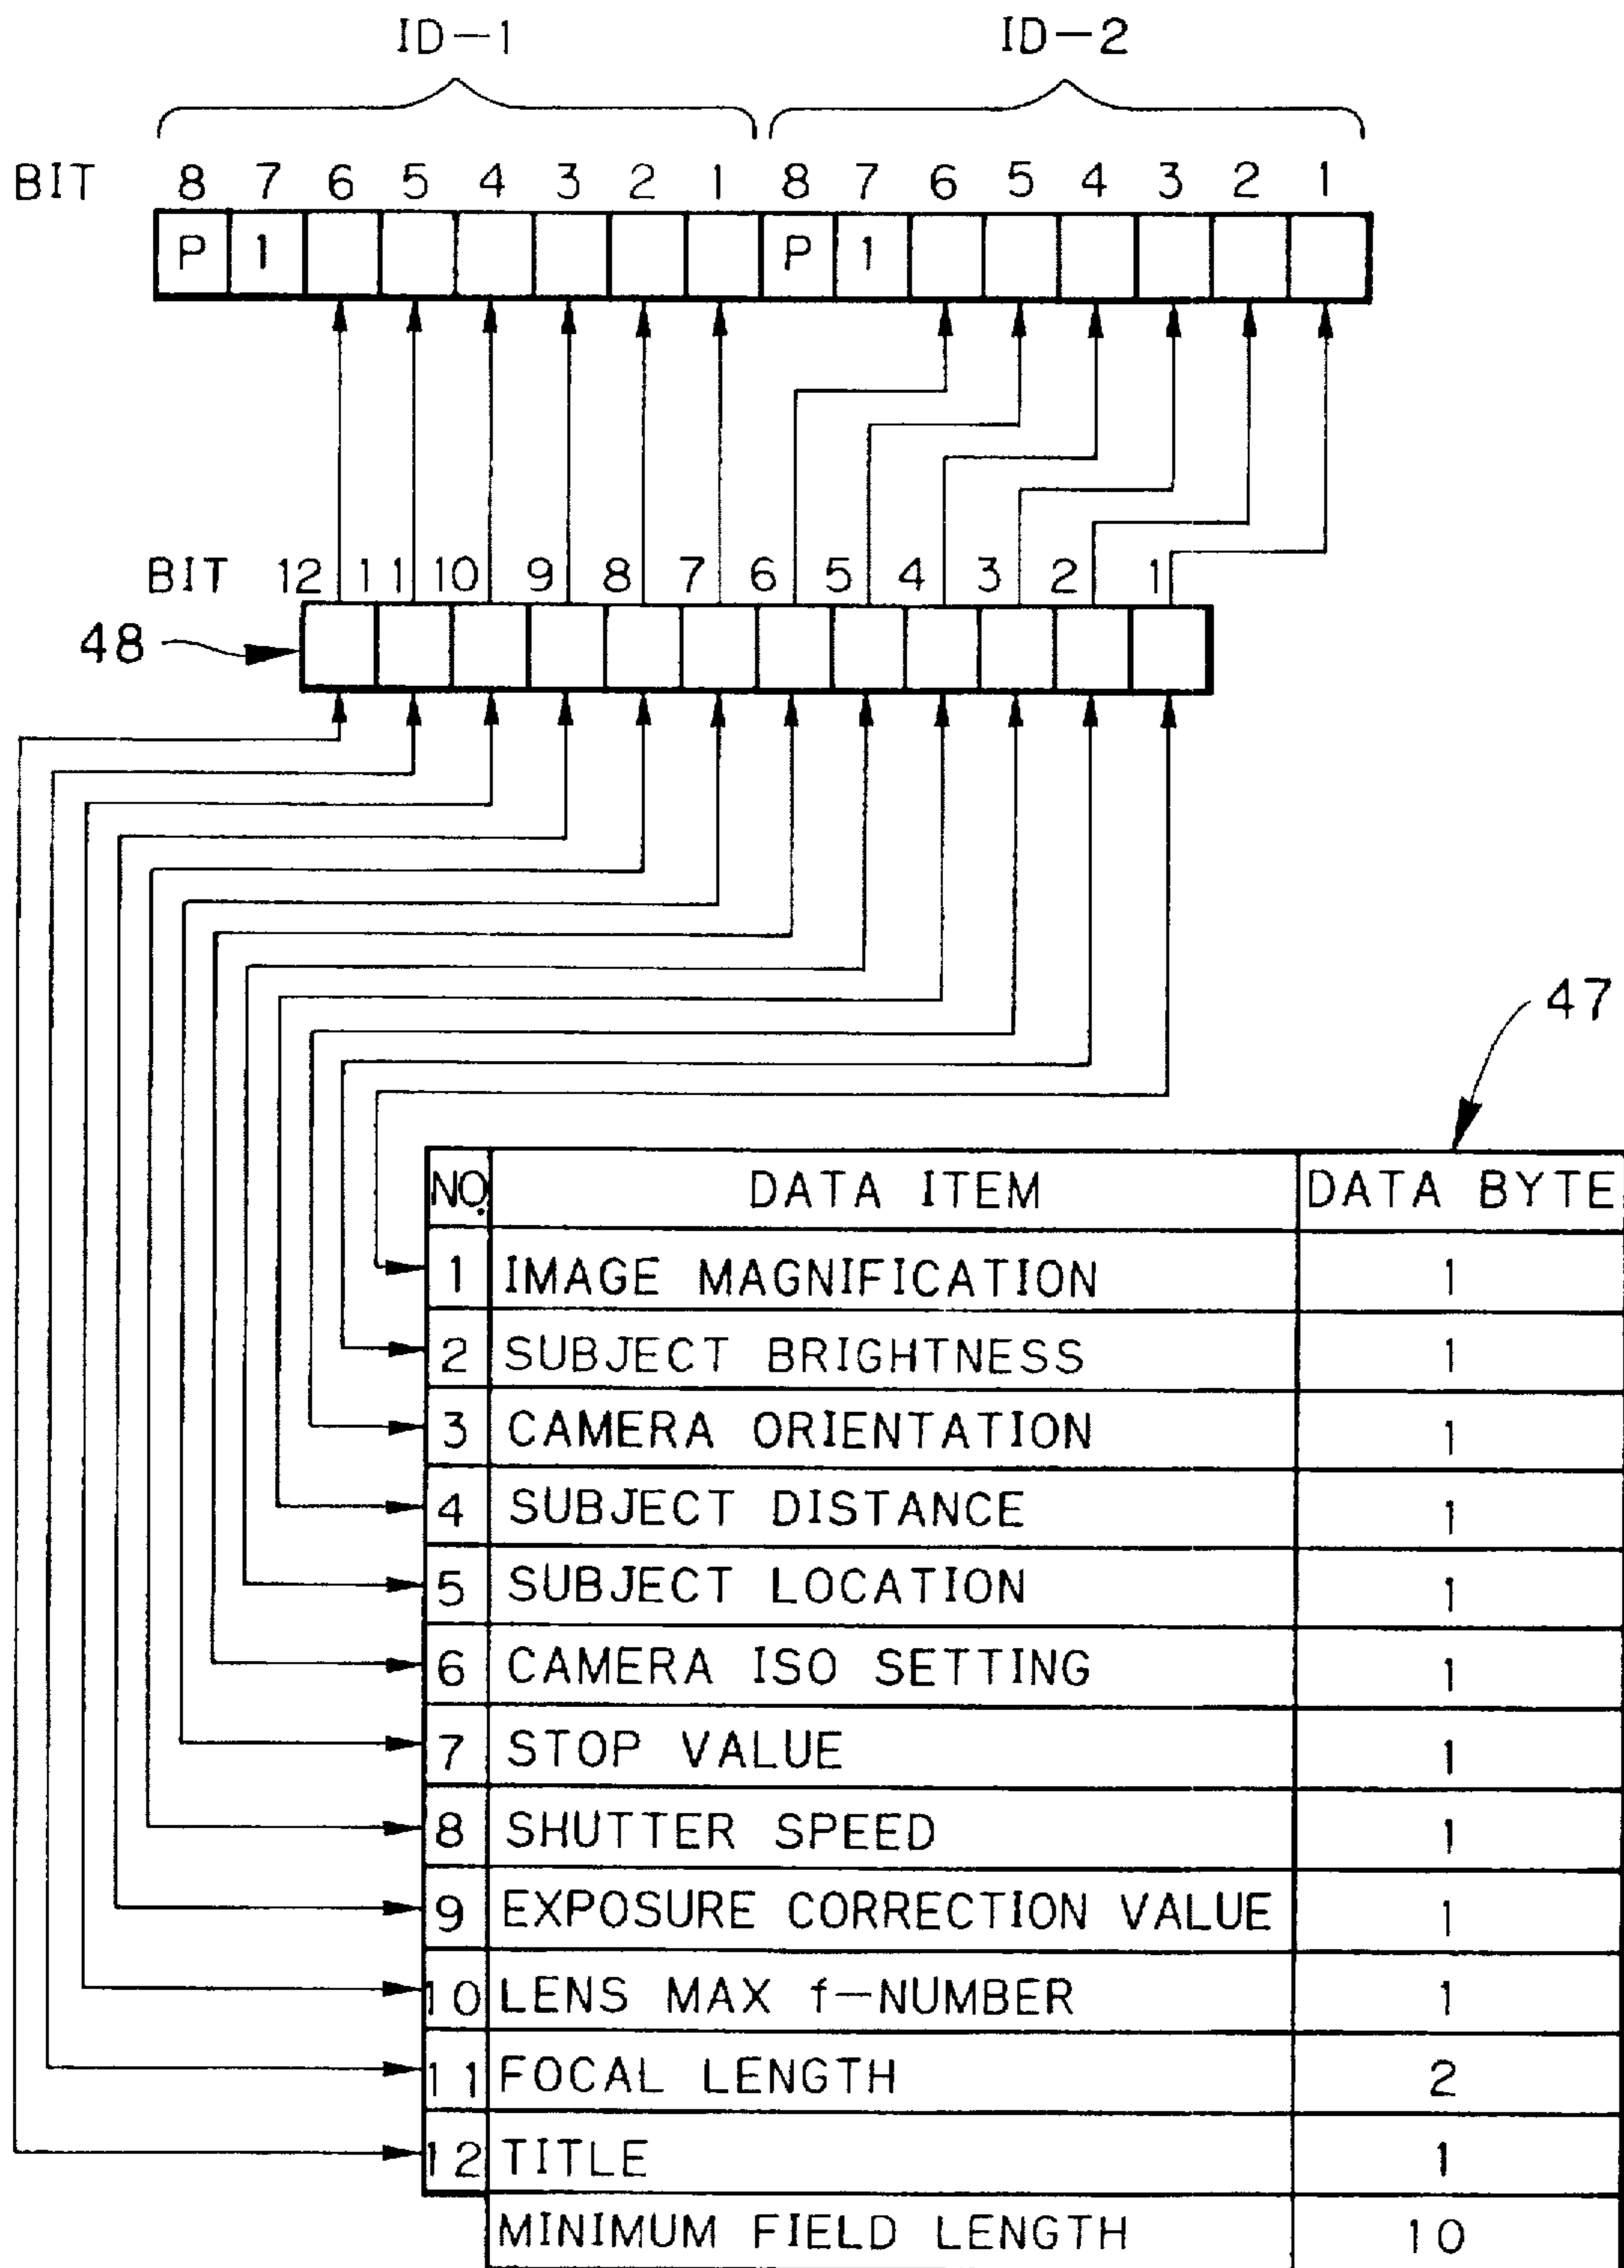 ID-1 ID-2
BIT 8 7 6 5 4 3 2 1 8 7 6 5 4 3 2 1
P 1 P 1
BIT 12 11 10 9 8 7 6 5 4 3 2 1
48
47
NO. DATA ITEM DATA BYTE
1 IMAGE MAGNIFICATION 1
2 SUBJECT BRIGHTNESS 1
3 CAMERA ORIENTATION 1
4 SUBJECT DISTANCE 1
5 SUBJECT LOCATION 1
6 CAMERA ISO SETTING 1
7 STOP VALUE 1
8 SHUTTER SPEED 1
9 EXPOSURE CORRECTION VALUE 1
10 LENS MAX f-NUMBER 1
11 FOCAL LENGTH 2
12 TITLE 1
MINIMUM FIELD LENGTH 10